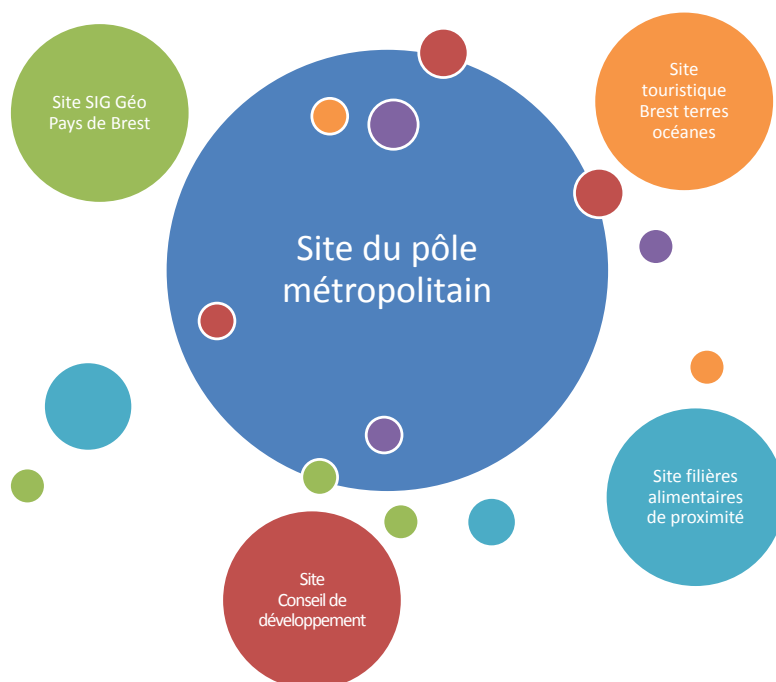 Site SIG Géo
Pays de Brest
Site
touristique
Brest terres
océanes
Site du pôle
métropolitain
Site filières
alimentaires
de proximité
Site
Conseil de
développement